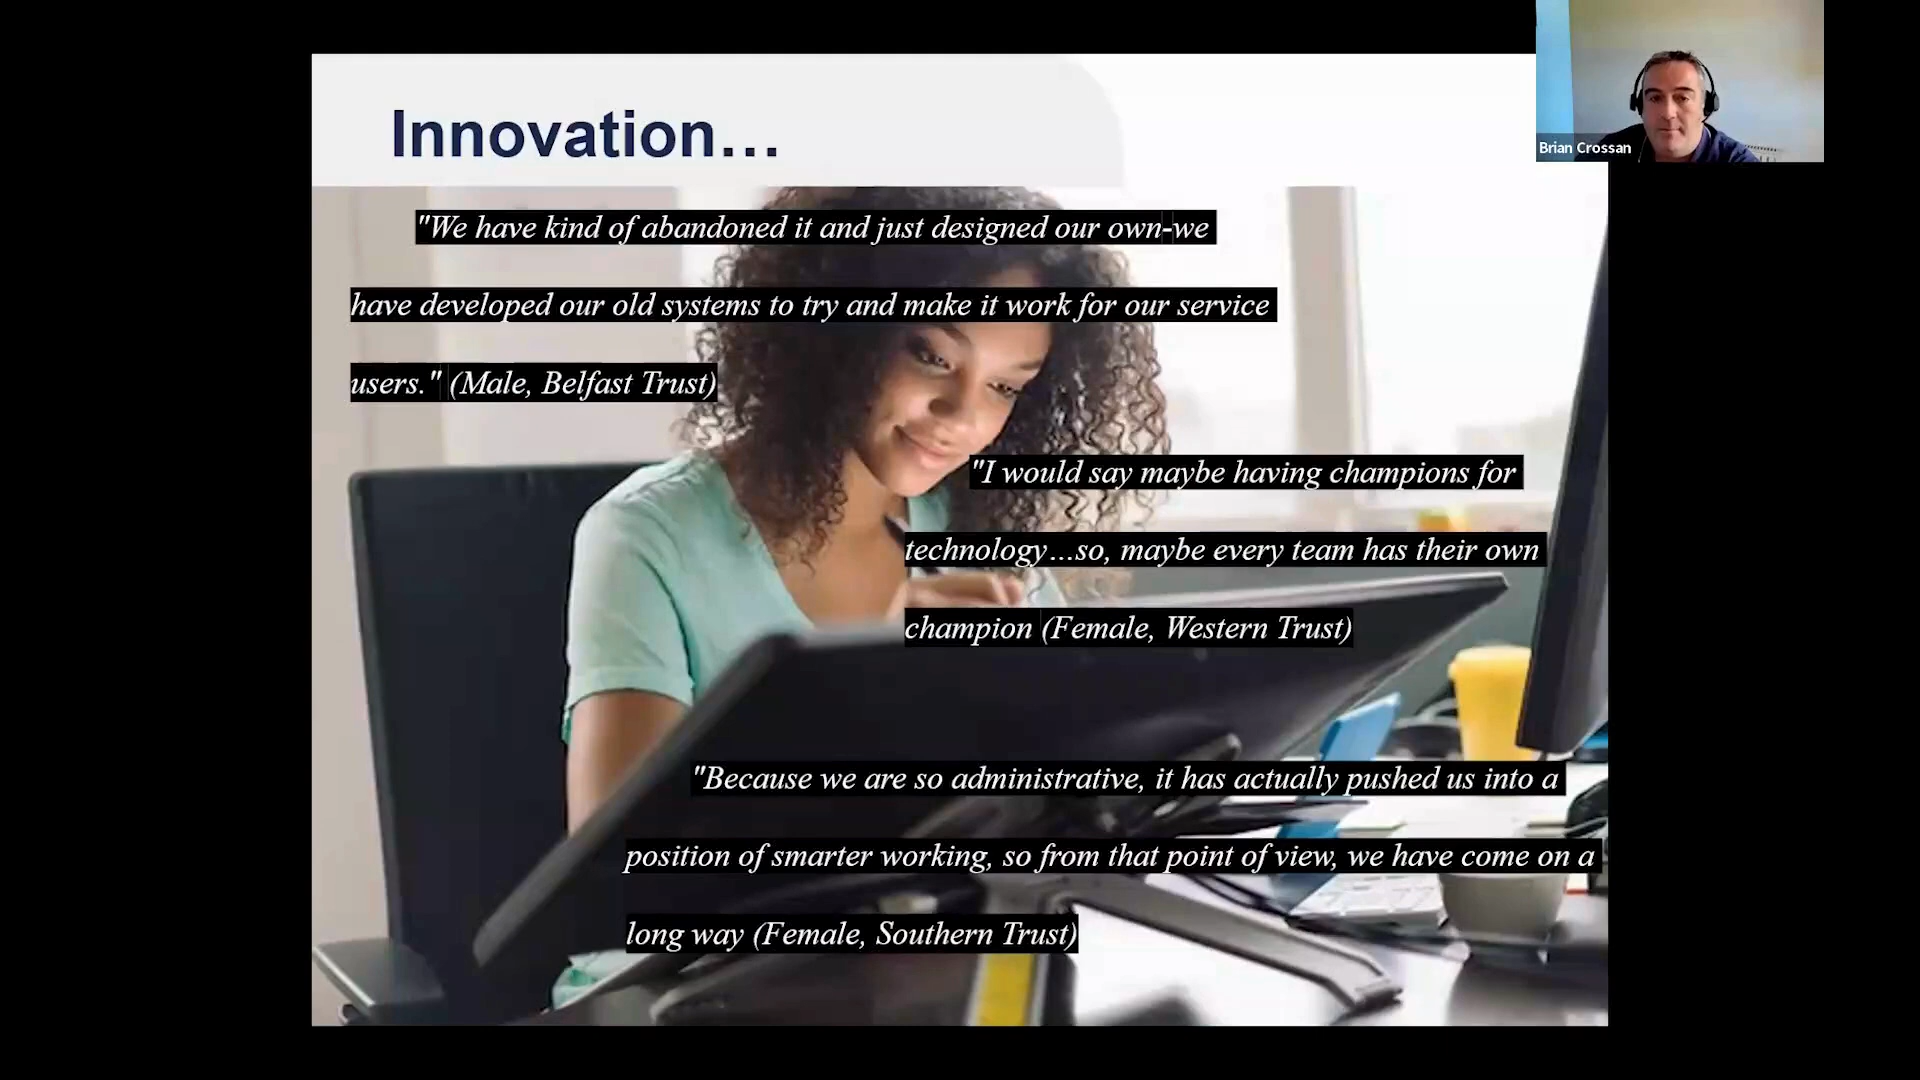 Innovation…
Brian Crossan
"We have kind of abandoned it and just designed our own-we
have developed our old systems to try and make it work for our service
users." (Male, Belfast Trust)
"I would say maybe having champions for
technology…so, maybe every team has their own
champion (Female, Western Trust)
"Because we are so administrative, it has actually pushed us into a
position of smarter working, so from that point of view, we have come on a
long way (Female, Southern Trust)